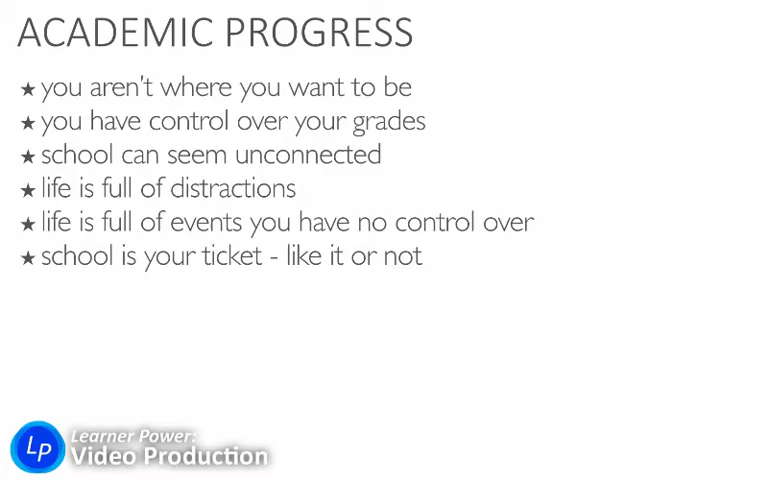 ACADEMIC PROGRESS
★ you aren't where you want to be
★ you have control over your grades
★ school can seem unconnected
★ life is full of distractions
★ life is full of events you have no control over
★ school is your ticket - like it or not
Lp
Learner Power:
Video Production